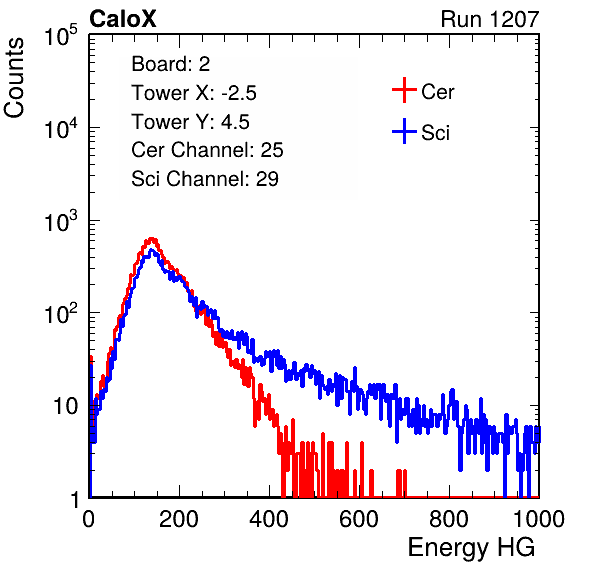 CaloX Run 1207
Counts
10^5
10^4
10^3
10^2
10
1
Board: 2
Tower X: -2.5
Tower Y: 4.5
Cer Channel: 25
Sci Channel: 29
Cer
Sci
0 200 400 600 800 1000
Energy HG